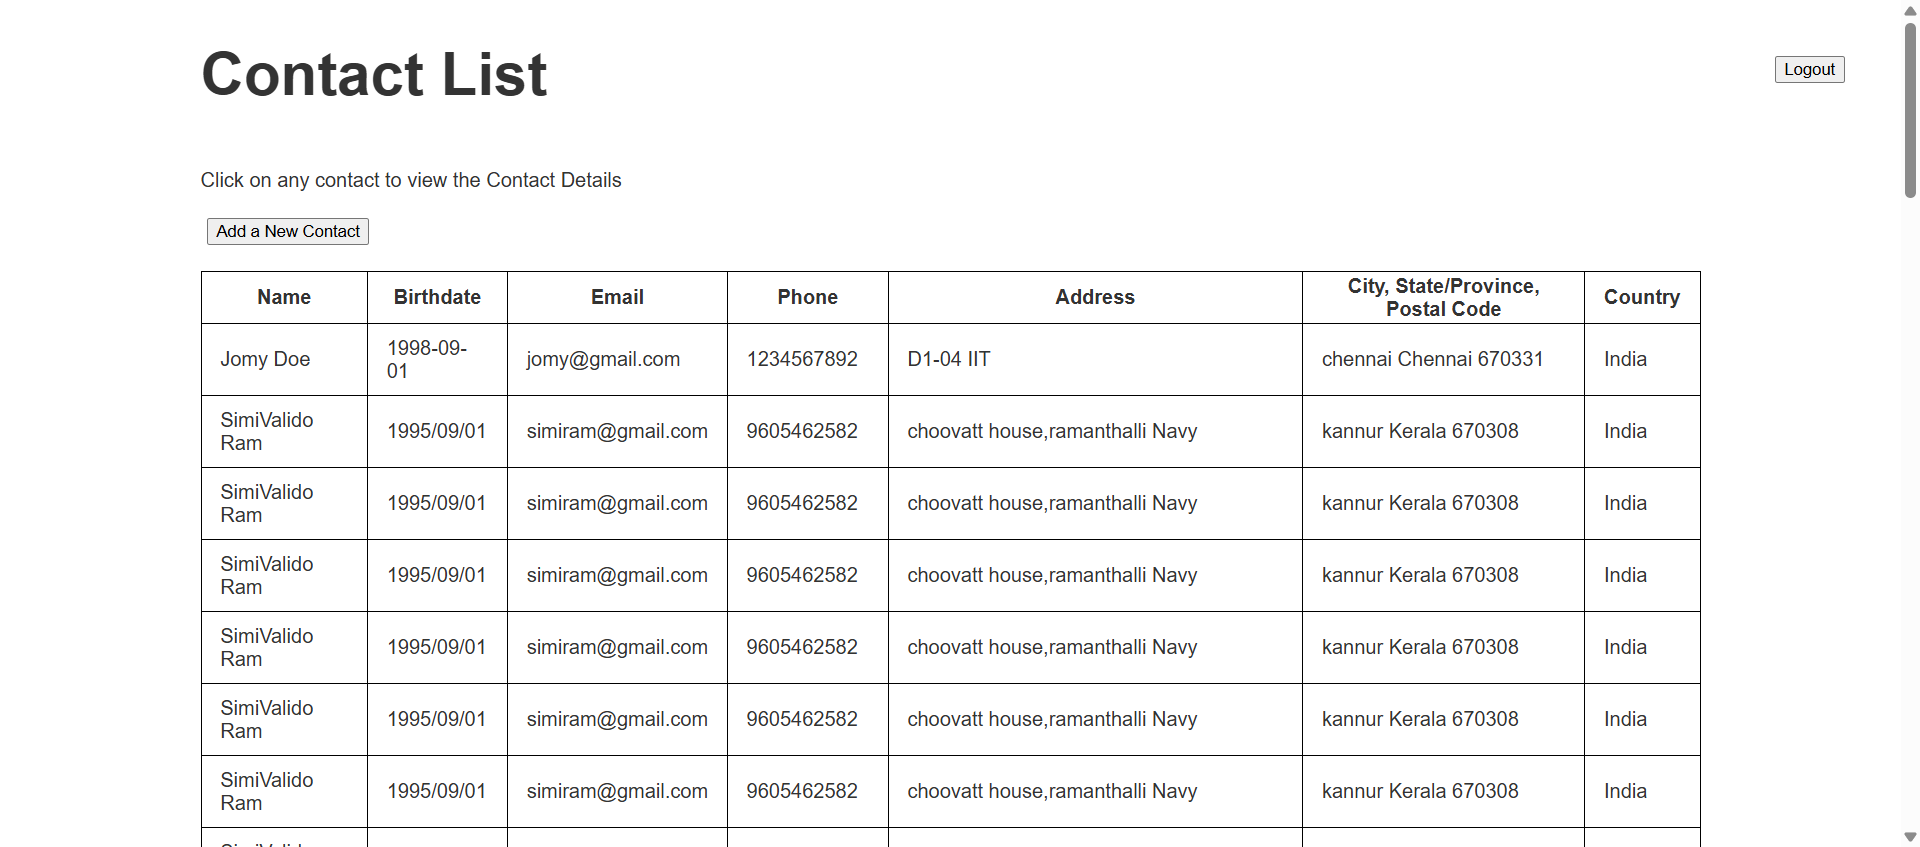 Contact List
Logout
Click on any contact to view the Contact Details
Add a New Contact
Name Birthdate Email Phone Address City, State/Province, Postal Code Country
Jomy Doe 1998-09-01 jomy@gmail.com 1234567892 D1-04 IIT chennai Chennai 670331 India
SimiValido Ram 1995/09/01 simiram@gmail.com 9605462582 choovatt house,ramanthalli Navy kannur Kerala 670308 India
SimiValido Ram 1995/09/01 simiram@gmail.com 9605462582 choovatt house,ramanthalli Navy kannur Kerala 670308 India
SimiValido Ram 1995/09/01 simiram@gmail.com 9605462582 choovatt house,ramanthalli Navy kannur Kerala 670308 India
SimiValido Ram 1995/09/01 simiram@gmail.com 9605462582 choovatt house,ramanthalli Navy kannur Kerala 670308 India
SimiValido Ram 1995/09/01 simiram@gmail.com 9605462582 choovatt house,ramanthalli Navy kannur Kerala 670308 India
SimiValido Ram 1995/09/01 simiram@gmail.com 9605462582 choovatt house,ramanthalli Navy kannur Kerala 670308 India